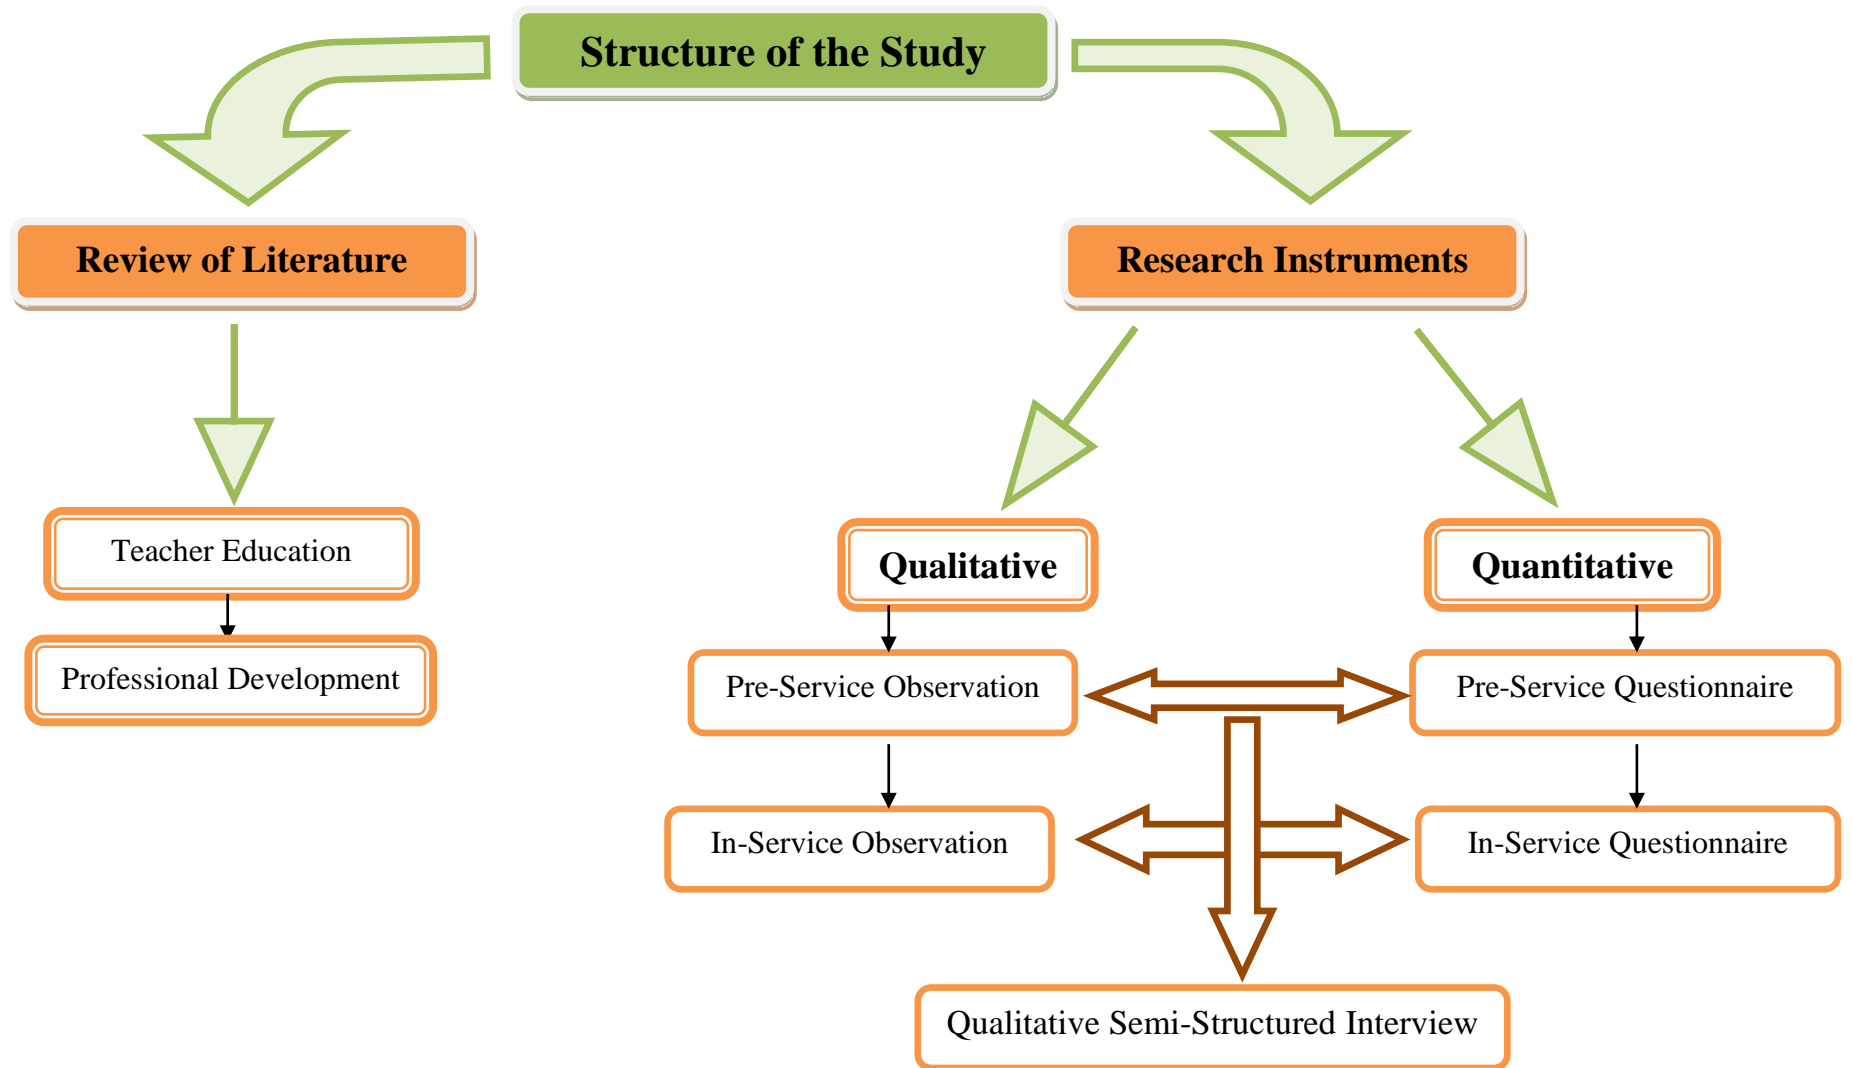 Structure of the Study
Review of Literature
Research Instruments
Teacher Education
Qualitative
Quantitative
Professional Development
Pre-Service Observation
Pre-Service Questionnaire
In-Service Observation
In-Service Questionnaire
Qualitative Semi-Structured Interview